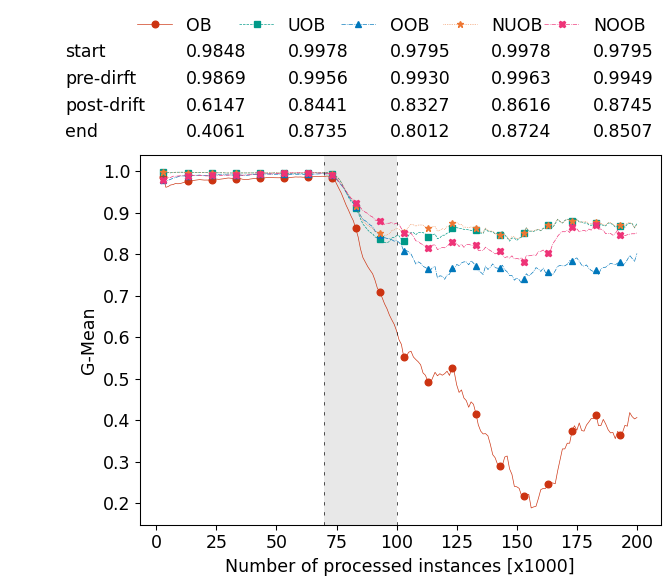 OB UOB OOB NUOB NOOB
start 0.9848 0.9978 0.9795 0.9978 0.9795
pre-dirft 0.9869 0.9956 0.9930 0.9963 0.9949
post-drift 0.6147 0.8441 0.8327 0.8616 0.8745
end 0.4061 0.8735 0.8012 0.8724 0.8507
1.0
0.9
0.8
0.7
0.6
0.5
0.4
0.3
0.2
G-Mean
0 25 50 75 100 125 150 175 200
Number of processed instances [x1000]